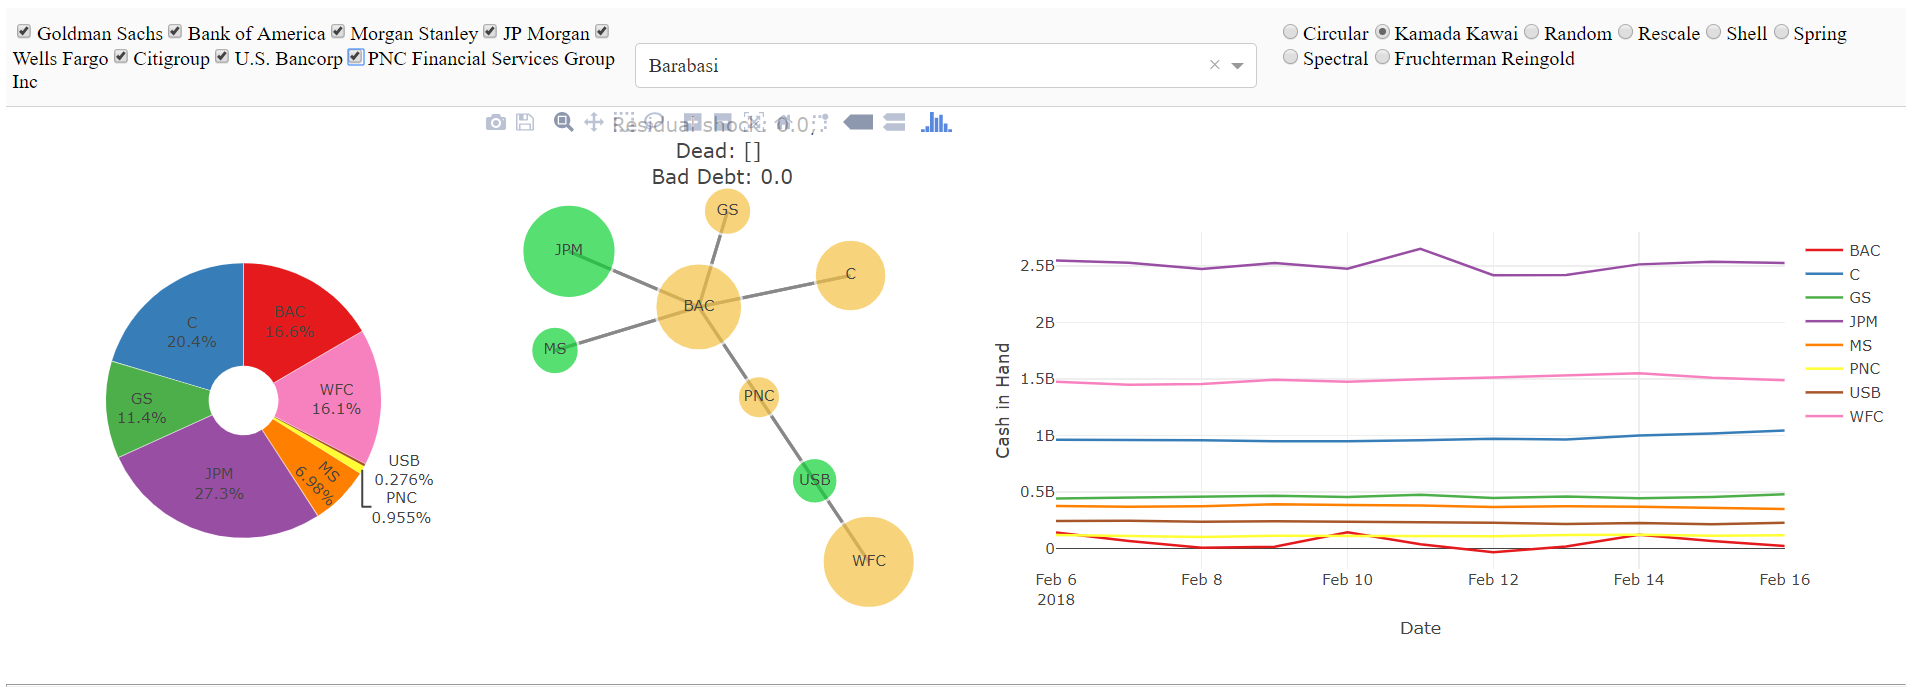 Goldman Sachs Bank of America Morgan Stanley JP Morgan
Wells Fargo Citigroup U.S. Bancorp PNC Financial Services Group
Inc
Barabasi
Circular Kamada Kawai Random Rescale Shell Spring
Spectral Fruchterman Reingold
Residual shock: 0.0,
Dead: []
Bad Debt: 0.0
C
20.4%
BAC
16.6%
WFC
16.1%
GS
11.4%
JPM
27.3%
MS
6.98%
USB
0.276%
PNC
0.955%
GS
JPM
C
BAC
MS
PNC
USB
WFC
Cash in Hand
2.5B
2B
1.5B
1B
0.5B
0
Feb 6
2018
Feb 8
Feb 10
Feb 12
Feb 14
Feb 16
Date
BAC
C
GS
JPM
MS
PNC
USB
WFC